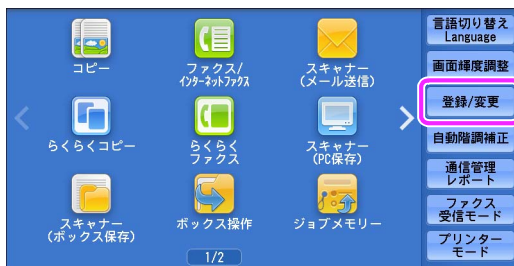 コピー
ファクス/
インターネットファクス
スキャナー
(メール送信)
らくらくコピー
らくらく
ファクス
スキャナー
(PC保存)
スキャナー
(ボックス保存)
ボックス操作
ジョブメモリー
1/2
言語切り替え
Language
画面輝度調整
登録/変更
自動階調補正
通信管理
レポート
ファクス
受信モード
プリンター
モード